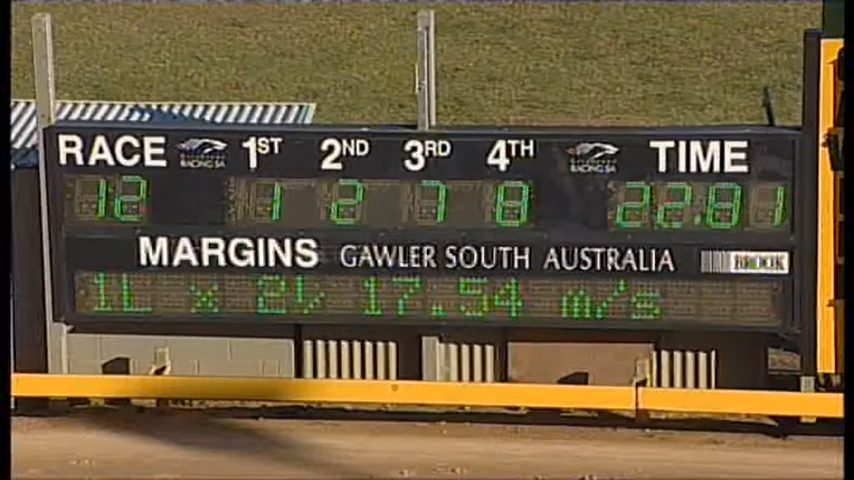 RACE 1ST 2ND 3RD 4TH TIME
12 1 2 7 8 22.81
MARGINS GAWLER SOUTH AUSTRALIA BROOK
1L x 2½ 17.54 m/s